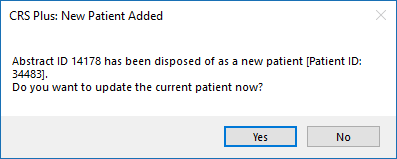 CRS Plus: New Patient Added
Abstract ID 14178 has been disposed of as a new patient [Patient ID:
34483].
Do you want to update the current patient now?
Yes No